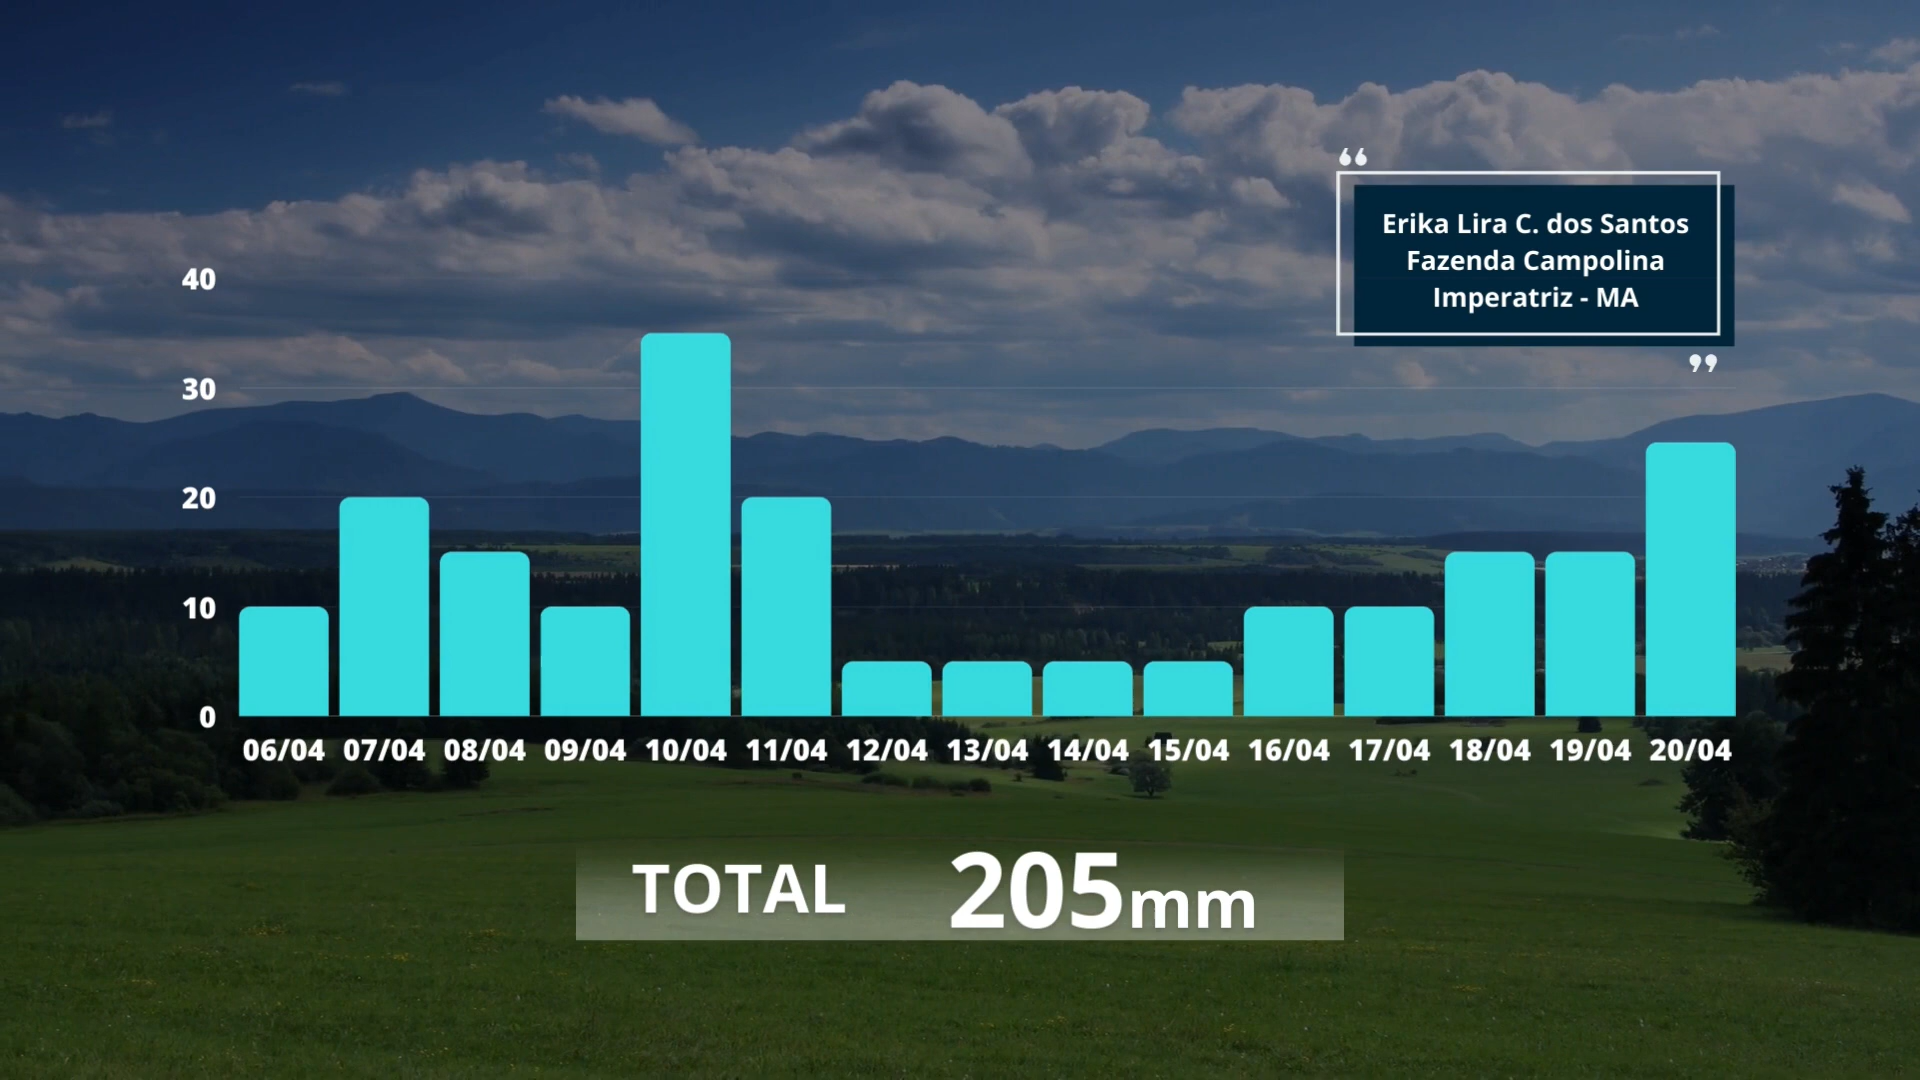 “
Erika Lira C. dos Santos
Fazenda Campolina
Imperatriz - MA
”
40
30
20
10
0
06/04 07/04 08/04 09/04 10/04 11/04 12/04 13/04 14/04 15/04 16/04 17/04 18/04 19/04 20/04
TOTAL 205mm